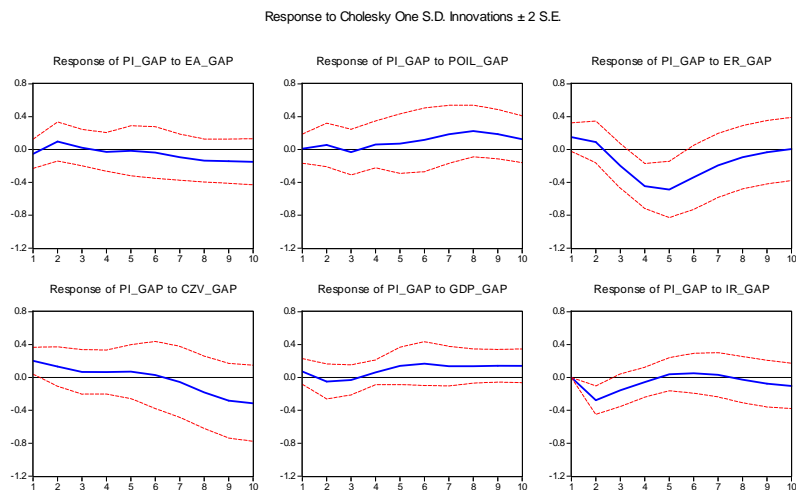 Response to Cholesky One S.D. Innovations ± 2 S.E.
Response of PI_GAP to EA_GAP
0.8
0.4
0.0
-0.4
-0.8
-1.2
1 2 3 4 5 6 7 8 9 10
Response of PI_GAP to POIL_GAP
0.8
0.4
0.0
-0.4
-0.8
-1.2
1 2 3 4 5 6 7 8 9 10
Response of PI_GAP to ER_GAP
0.8
0.4
0.0
-0.4
-0.8
-1.2
1 2 3 4 5 6 7 8 9 10
Response of PI_GAP to CZV_GAP
0.8
0.4
0.0
-0.4
-0.8
-1.2
1 2 3 4 5 6 7 8 9 10
Response of PI_GAP to GDP_GAP
0.8
0.4
0.0
-0.4
-0.8
-1.2
1 2 3 4 5 6 7 8 9 10
Response of PI_GAP to IR_GAP
0.8
0.4
0.0
-0.4
-0.8
-1.2
1 2 3 4 5 6 7 8 9 10